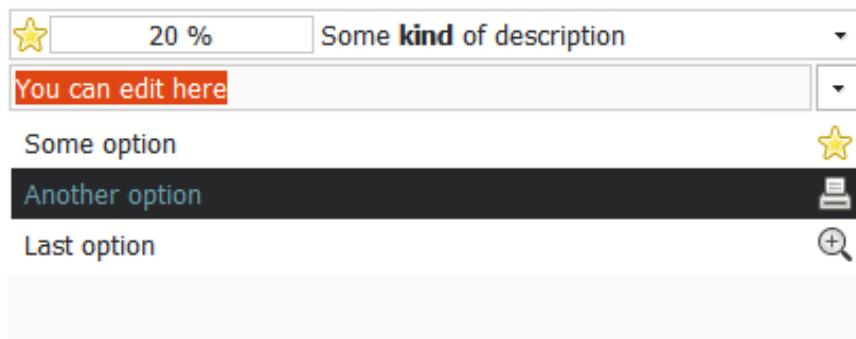 20 % Some kind of description
You can edit here
Some option
Another option
Last option